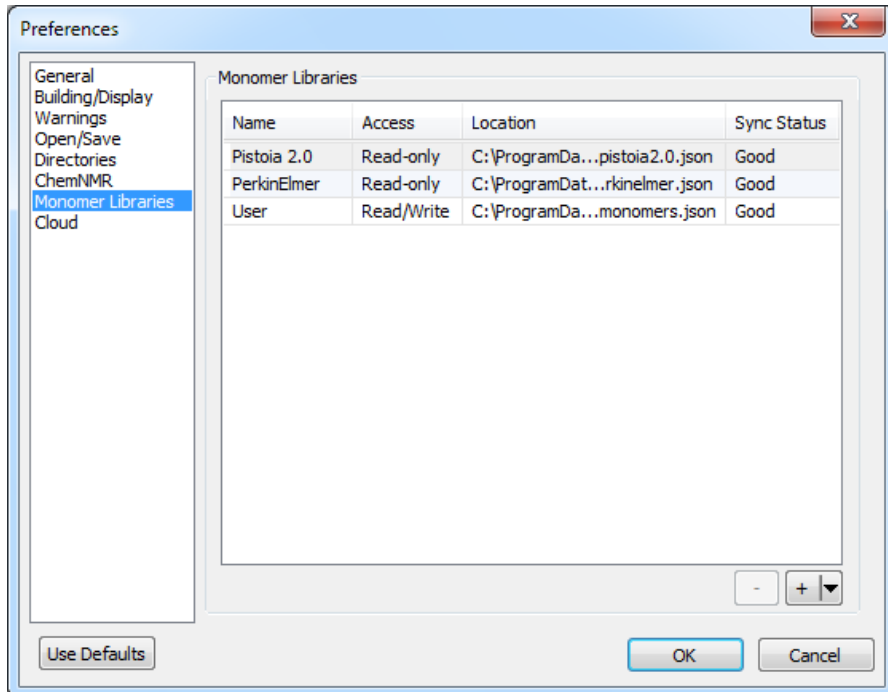 Preferences
General
Building/Display
Warnings
Open/Save
Directories
ChemNMR
Monomer Libraries
Cloud
Monomer Libraries
Name Access Location Sync Status
Pistoia 2.0 Read-only C:\ProgramDa...pistoia2.0.json Good
PerkinElmer Read-only C:\ProgramDat...rkinelmer.json Good
User Read/Write C:\ProgramDa...monomers.json Good
- +
Use Defaults OK Cancel